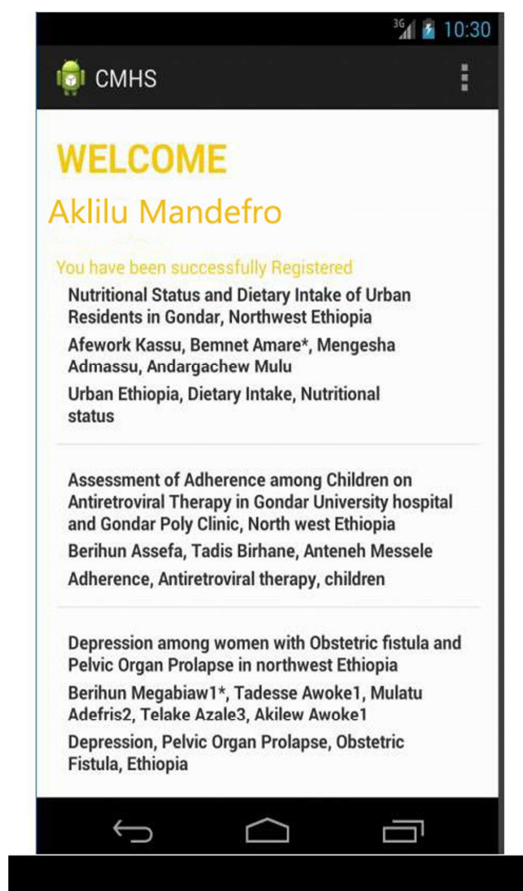 3G 10:30
CMHS
WELCOME
Aklilu Mandefro
You have been successfully Registered
Nutritional Status and Dietary Intake of Urban
Residents in Gondar, Northwest Ethiopia
Afework Kassu, Bemnet Amare*, Mengesha
Admassu, Andargachew Mulu
Urban Ethiopia, Dietary Intake, Nutritional
status
Assessment of Adherence among Children on
Antiretroviral Therapy in Gondar University hospital
and Gondar Poly Clinic, North west Ethiopia
Berihun Assefa, Tadis Birhane, Anteneh Messele
Adherence, Antiretroviral therapy, children
Depression among women with Obstetric fistula and
Pelvic Organ Prolapse in northwest Ethiopia
Berihun Megabiaw1*, Tadesse Awoke1, Mulatu
Adefris2, Telake Azale3, Akilew Awoke1
Depression, Pelvic Organ Prolapse, Obstetric
Fistula, Ethiopia